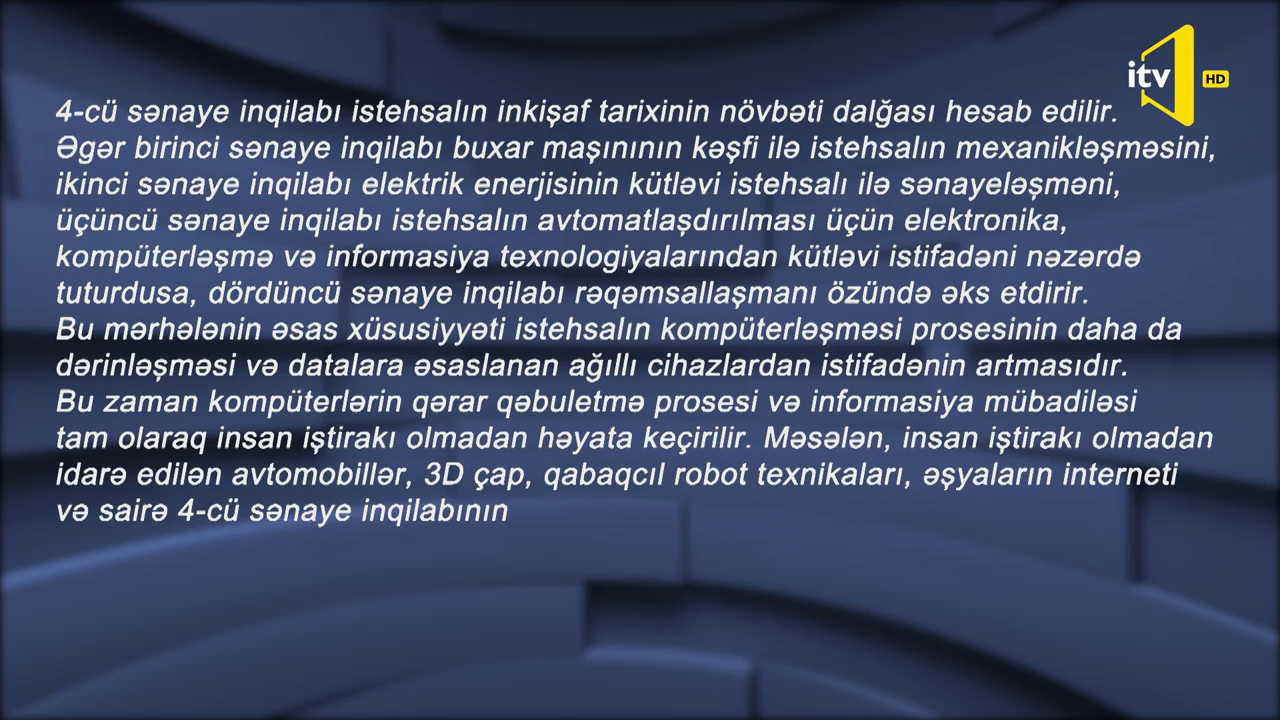 itv HD
4-cü sənaye inqilabı istehsalın inkişaf tarixinin növbəti dalğası hesab edilir.
Əgər birinci sənaye inqilabı buxar maşınının kəşfi ilə istehsalın mexanikləşməsini,
ikinci sənaye inqilabı elektrik enerjisinin kütləvi istehsalı ilə sənayeləşməni,
üçüncü sənaye inqilabı istehsalın avtomatlaşdırılması üçün elektronika,
kompüterləşmə və informasiya texnologiyalarından kütləvi istifadəni nəzərdə
tuturdusa, dördüncü sənaye inqilabı rəqəmsallaşmanı özündə əks etdirir.
Bu mərhələnin əsas xüsusiyyəti istehsalın kompüterləşməsi prosesinin daha da
dərinləşməsi və datalara əsaslanan ağıllı cihazlardan istifadənin artmasıdır.
Bu zaman kompüterlərin qərar qəbuletmə prosesi və informasiya mübadiləsi
tam olaraq insan iştirakı olmadan həyata keçirilir. Məsələn, insan iştirakı olmadan
idarə edilən avtomobillər, 3D çap, qabaqcıl robot texnikaları, əşyaların interneti
və sairə 4-cü sənaye inqilabının